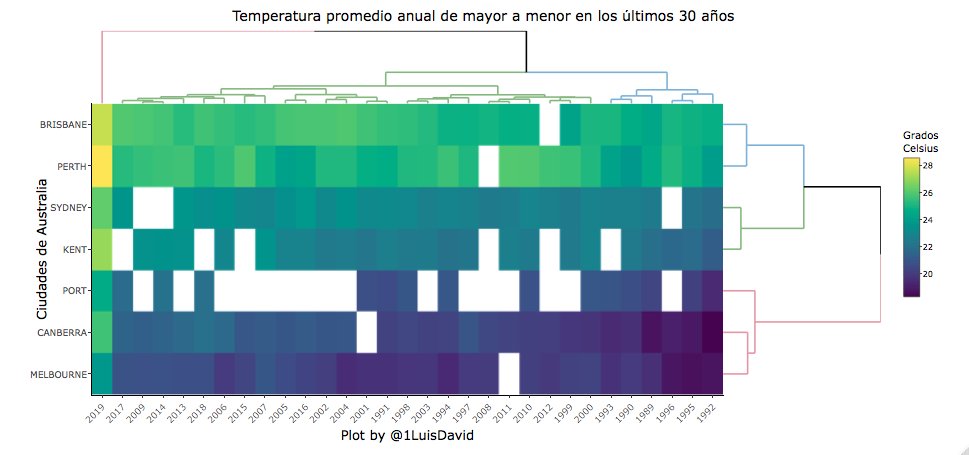 Temperatura promedio anual de mayor a menor en los últimos 30 años
Ciudades de Australia
BRISBANE
PERTH
SYDNEY
KENT
PORT
CANBERRA
MELBOURNE
Grados
Celsius
28
26
24
22
20
2019 2017 2009 2014 2013 2018 2006 2015 2007 2005 2016 2002 2004 2001 1991 1998 2003 1994 1997 2008 2011 2010 2012 1999 2000 1993 1990 1989 1996 1995 1992
Plot by @1LuisDavid